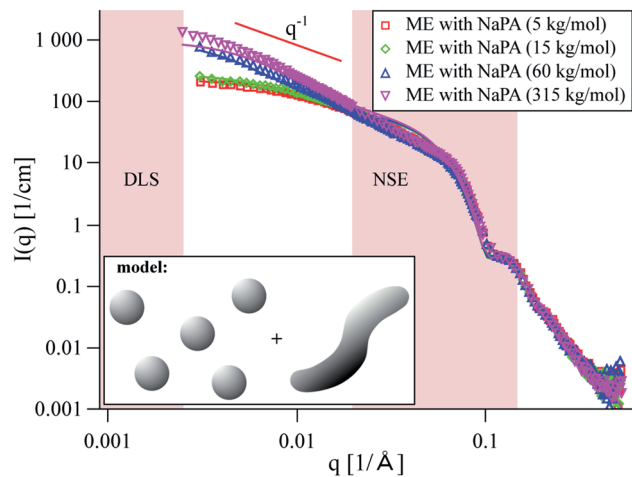 1 000
100
10
1
0.1
0.01
0.001
I(q) [1/cm]
q⁻¹
ME with NaPA (5 kg/mol)
ME with NaPA (15 kg/mol)
ME with NaPA (60 kg/mol)
ME with NaPA (315 kg/mol)
DLS
NSE
model:
+
0.001
0.01
0.1
q [1/Å]